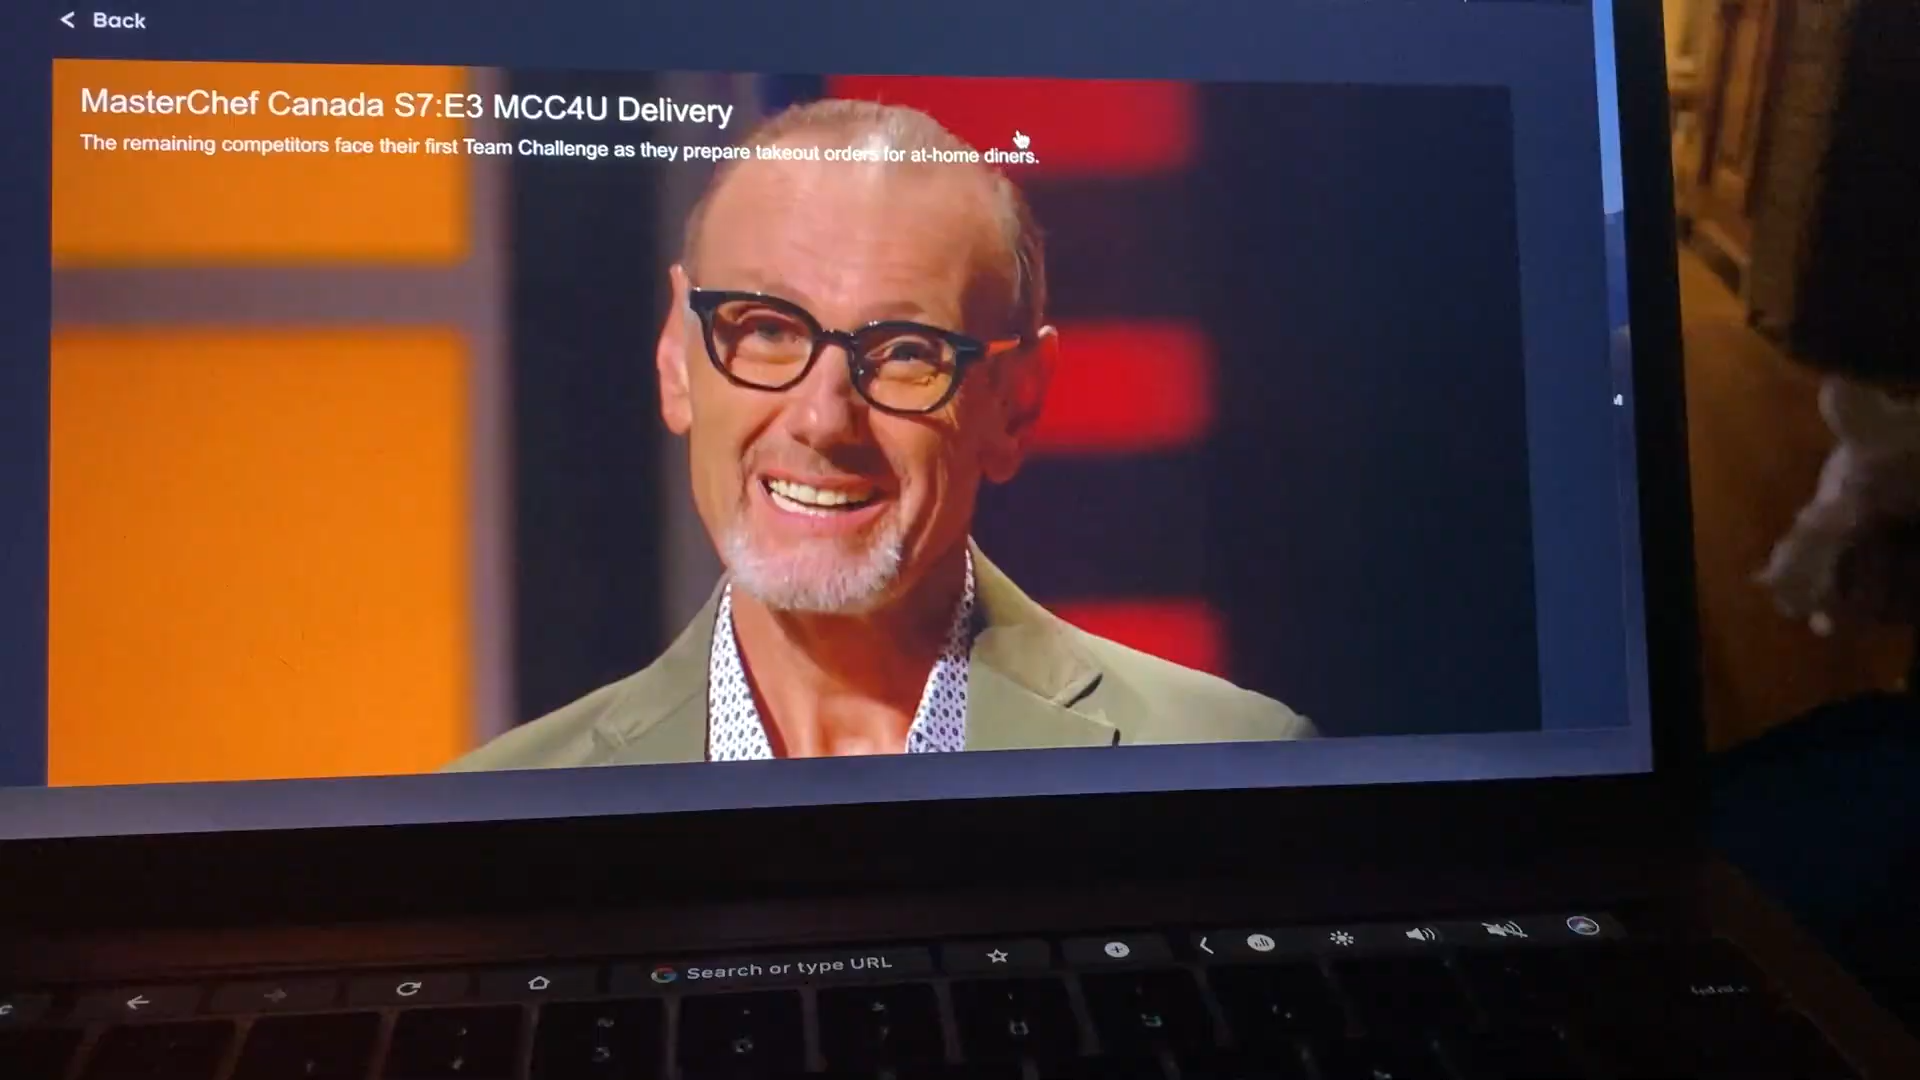 Back
MasterChef Canada S7:E3 MCC4U Delivery
The remaining competitors face their first Team Challenge as they prepare takeout orders for at-home diners.
Search or type URL